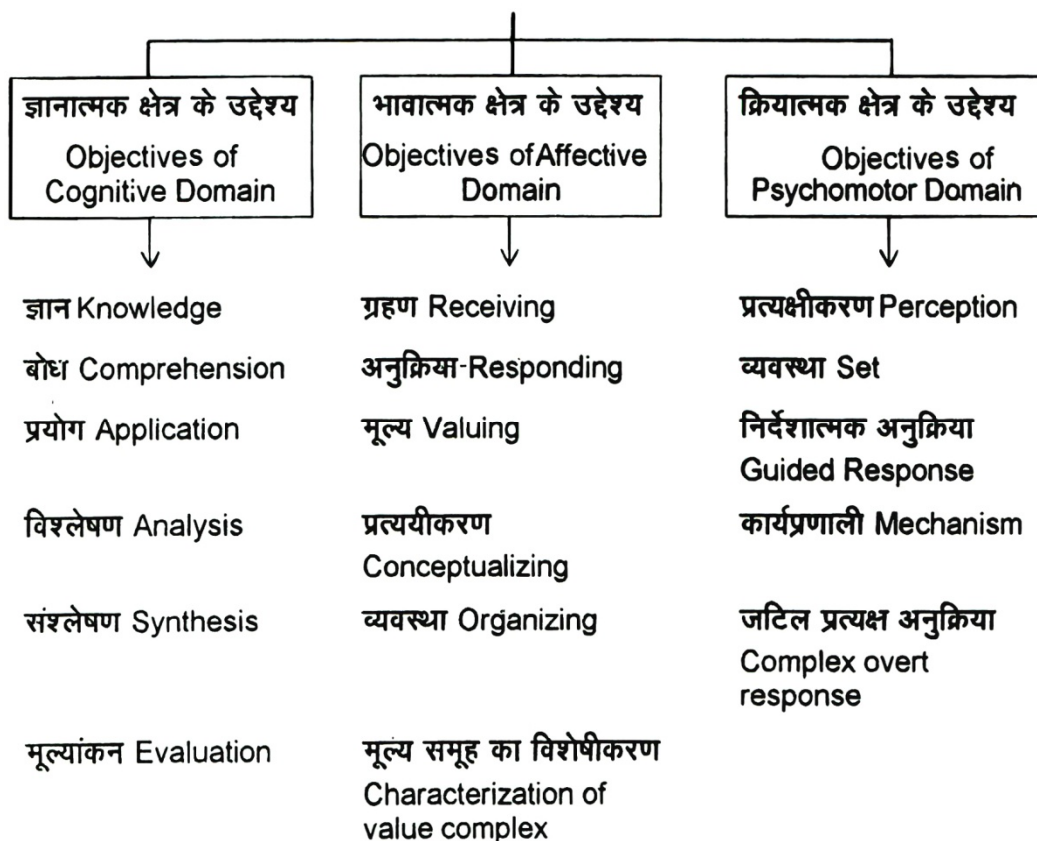 ज्ञानात्मक क्षेत्र के उद्देश्य
Objectives of
Cognitive Domain
भावात्मक क्षेत्र के उद्देश्य
Objectives of Affective
Domain
क्रियात्मक क्षेत्र के उद्देश्य
Objectives of
Psychomotor Domain
ज्ञान Knowledge
बोध Comprehension
प्रयोग Application
विश्लेषण Analysis
संश्लेषण Synthesis
मूल्यांकन Evaluation
ग्रहण Receiving
अनुक्रिया-Responding
मूल्य Valuing
प्रत्ययीकरण
Conceptualizing
व्यवस्था Organizing
मूल्य समूह का विशेषीकरण
Characterization of
value complex
प्रत्यक्षीकरण Perception
व्यवस्था Set
निर्देशात्मक अनुक्रिया
Guided Response
कार्यप्रणाली Mechanism
जटिल प्रत्यक्ष अनुक्रिया
Complex overt
response